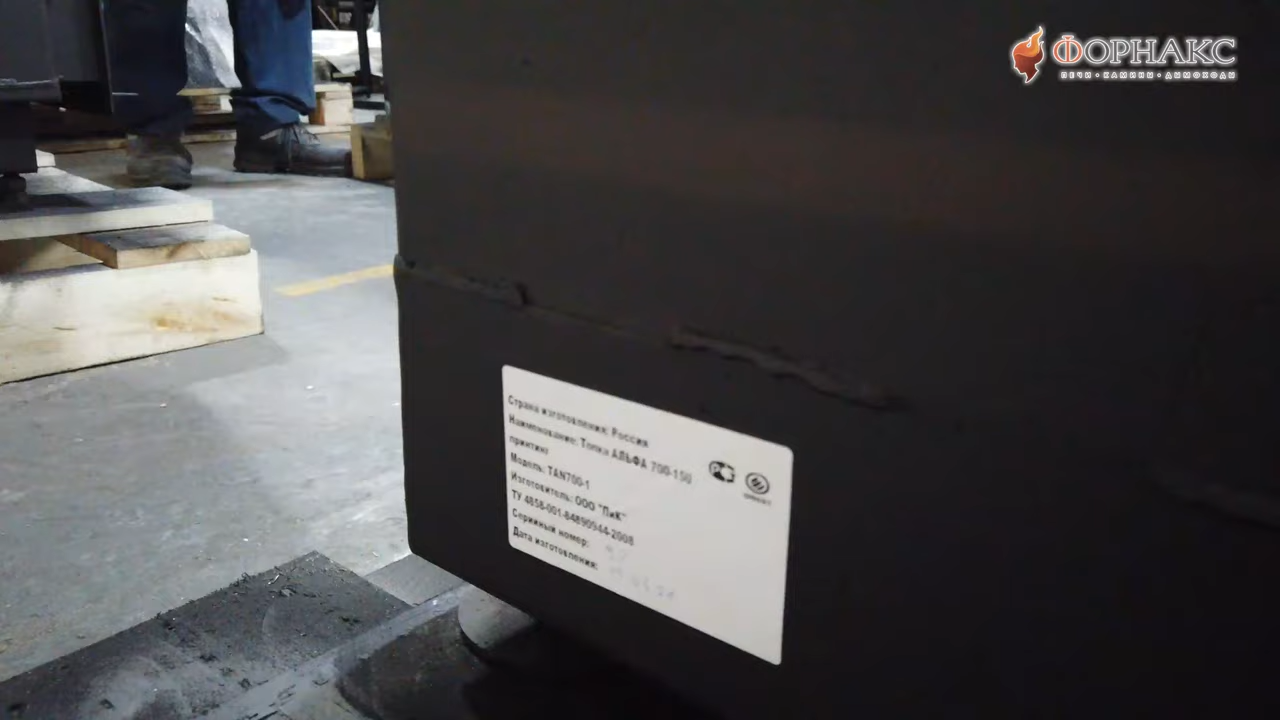 ФОРНАКС
ПЕЧИ • КАМИНЫ • ДЫМОХОДЫ
Страна изготовления: Россия
Наименование: Топка АЛЬФА 700-150
принтинг
Модель: TAN700-1
Изготовитель: ООО "ПиК"
ТУ 4858-001-84890944-2008
Серийный номер:
Дата изготовления: